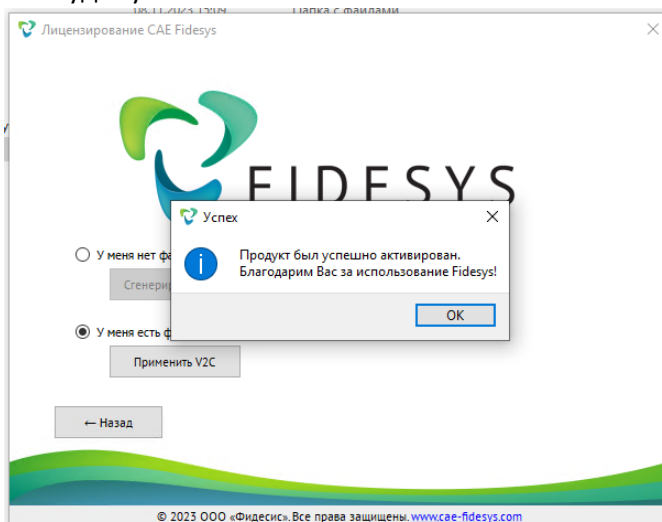 08.11.2023 15:09 Папка с файлами
Лицензирование CAE Fidesys
FIDESYS
Успех
Продукт был успешно активирован.
Благодарим Вас за использование Fidesys!
OK
У меня нет
У меня есть
Применить V2C
← Назад
© 2023 ООО «Фидесис». Все права защищены. www.cae-fidesys.com